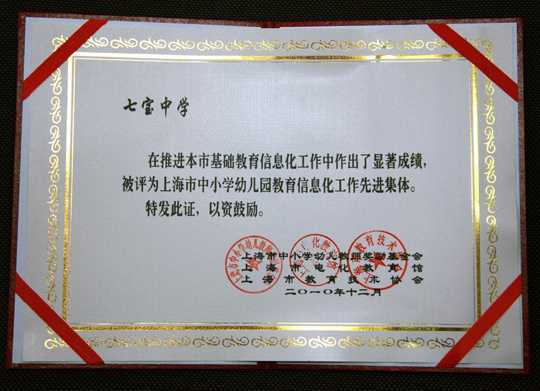 七宝中学
在推进本市基础教育信息化工作中作出了显著成绩，
被评为上海市中小学幼儿园教育信息化工作先进集体。
特发此证，以资鼓励。
上海市中小学幼儿教师奖励基金会
上海市电化教育馆
上海市教育技术协会
二〇一〇年十二月